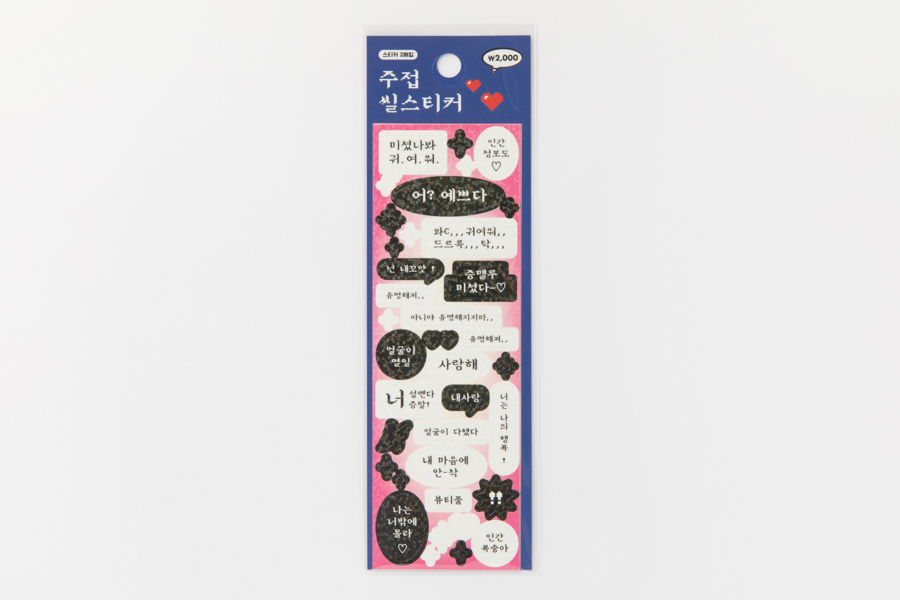 스티커 2매입
₩2,000
주접
씰스티커
미쳤나봐
귀.여.워.
인간
청포도
♡
어? 예쁘다
와C,,,귀여워,,
드르륵,,,탁,,,
넌 내꼬얏 !
증맬루
미쳤다~♡
유명해져,,
아니야 유명해지지마,,
유명해져,,
얼굴이
열일
사랑해
너 설렌다
증말!
내사랑
너는 나의 행복 !
얼굴이 다했다
내 마음에
안-착
뷰티풀
!!
나는
너밖에
몰라
♡
인간
복숭아